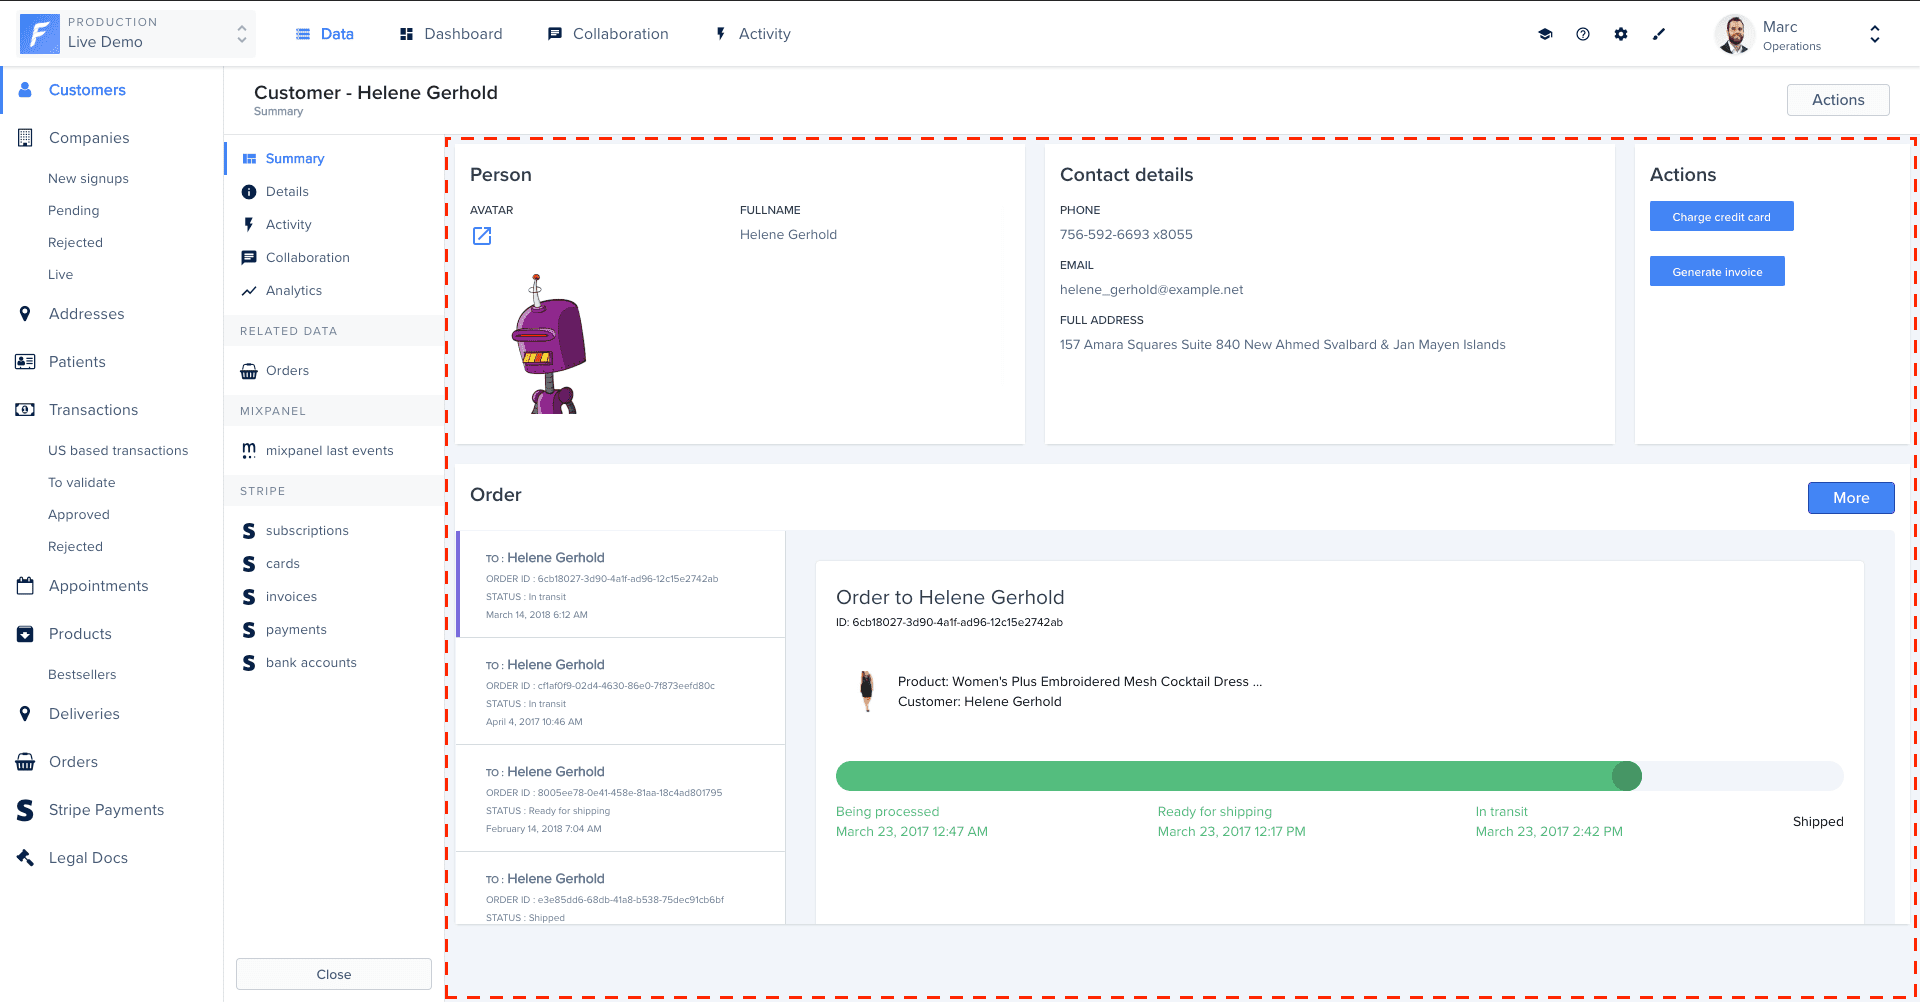 PRODUCTION
Live Demo
Data
Dashboard
Collaboration
Activity
Marc
Operations
Customers
Companies
New signups
Pending
Rejected
Live
Addresses
Patients
Transactions
US based transactions
To validate
Approved
Rejected
Appointments
Products
Bestsellers
Deliveries
Orders
Stripe Payments
Legal Docs
Customer - Helene Gerhold
Summary
Actions
Summary
Details
Activity
Collaboration
Analytics
RELATED DATA
Orders
MIXPANEL
mixpanel last events
STRIPE
subscriptions
cards
invoices
payments
bank accounts
Close
Person
AVATAR
FULLNAME
Helene Gerhold
Contact details
PHONE
756-592-6693 x8055
EMAIL
helene_gerhold@example.net
FULL ADDRESS
157 Amara Squares Suite 840 New Ahmed Svalbard & Jan Mayen Islands
Actions
Charge credit card
Generate invoice
Order
More
TO : Helene Gerhold
ORDER ID : 6cb18027-3d90-4a1f-ad96-12c15e2742ab
STATUS : In transit
March 14, 2018 6:12 AM
TO : Helene Gerhold
ORDER ID : cf1af0f9-02d4-4630-86e0-7f873eefd80c
STATUS : In transit
April 4, 2017 10:46 AM
TO : Helene Gerhold
ORDER ID : 8005ee78-0e41-458e-81aa-18c4ad801795
STATUS : Ready for shipping
February 14, 2018 7:04 AM
TO : Helene Gerhold
ORDER ID : e3e85dd6-68db-41a8-b538-75dec91cb6bf
STATUS : Shipped
Order to Helene Gerhold
ID: 6cb18027-3d90-4a1f-ad96-12c15e2742ab
Product: Women's Plus Embroidered Mesh Cocktail Dress ...
Customer: Helene Gerhold
Being processed
March 23, 2017 12:47 AM
Ready for shipping
March 23, 2017 12:17 PM
In transit
March 23, 2017 2:42 PM
Shipped